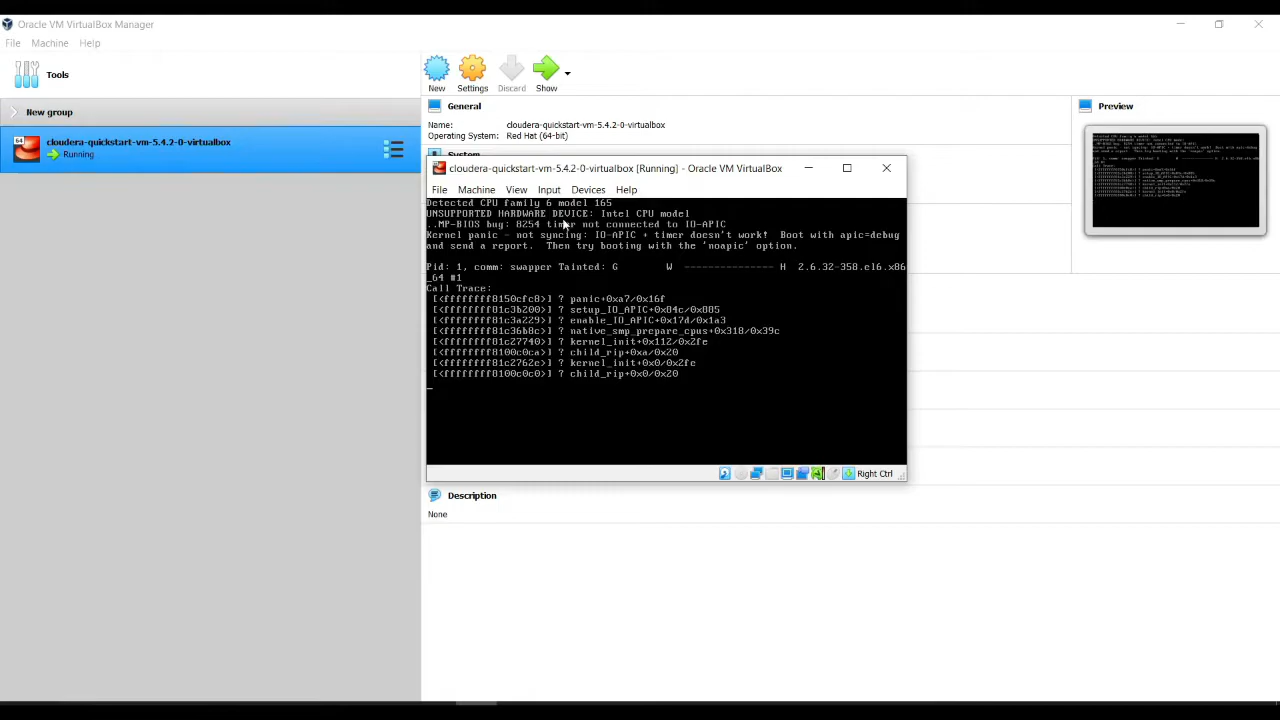 Oracle VM VirtualBox Manager
File Machine Help
Tools
New Settings Discard Show
New group
General
Preview
64
cloudera-quickstart-vm-5.4.2-0-virtualbox
Running
Name: cloudera-quickstart-vm-5.4.2-0-virtualbox
Operating System: Red Hat (64-bit)
System
cloudera-quickstart-vm-5.4.2-0-virtualbox [Running] - Oracle VM VirtualBox
File Machine View Input Devices Help
Detected CPU family 6 model 165
UNSUPPORTED HARDWARE DEVICE: Intel CPU model
..MP-BIOS bug: 8254 timer not connected to IO-APIC
Kernel panic - not syncing: IO-APIC + timer doesn't work! Boot with apic=debug
and send a report. Then try booting with the 'noapic' option.
Pid: 1, comm: swapper Tainted: G W --------------- H 2.6.32-358.el6.x86
_64 #1
Call Trace:
[<ffffffff8150cfc8>] ? panic+0xa7/0x16f
[<ffffffff81c3b200>] ? setup_IO_APIC+0x84c/0x885
[<ffffffff81c3a229>] ? enable_IO_APIC+0x17d/0x1a3
[<ffffffff81c36b8c>] ? native_smp_prepare_cpus+0x318/0x39c
[<ffffffff81c27740>] ? kernel_init+0x112/0x2fe
[<ffffffff8100c0ca>] ? child_rip+0xa/0x20
[<ffffffff81c2762e>] ? kernel_init+0x0/0x2fe
[<ffffffff8100c0c0>] ? child_rip+0x0/0x20
Right Ctrl
Description
None